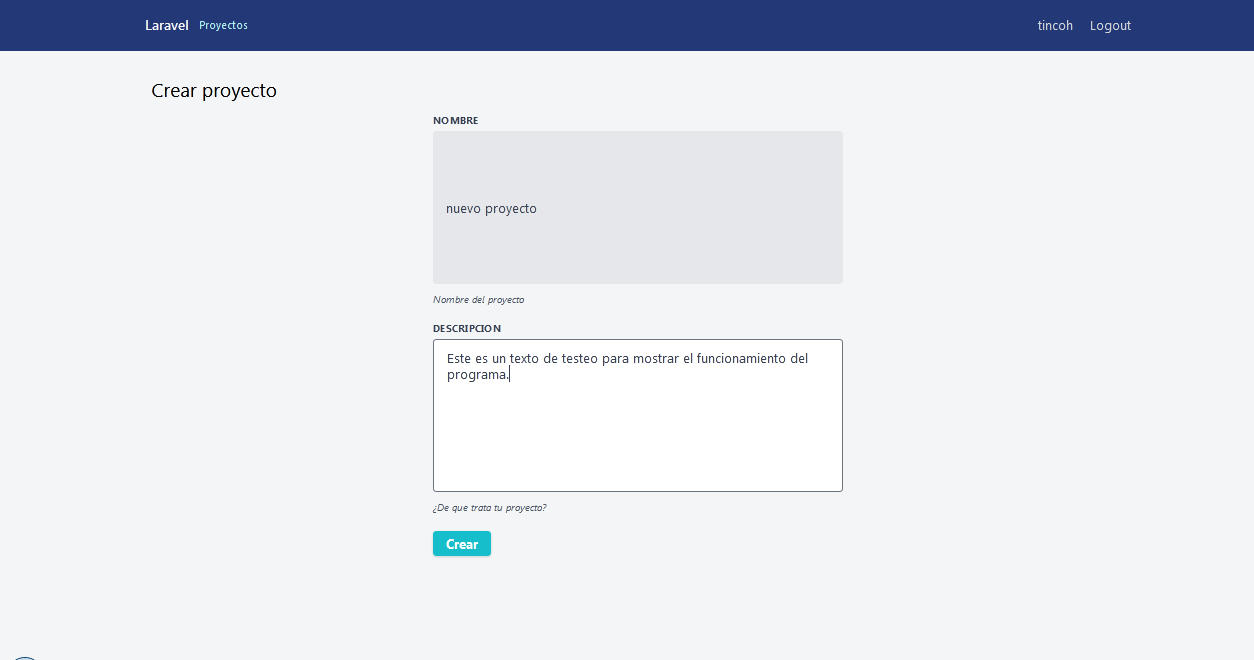 Laravel Proyectos tincoh Logout
Crear proyecto
NOMBRE
nuevo proyecto
Nombre del proyecto
DESCRIPCION
Este es un texto de testeo para mostrar el funcionamiento del
programa.
¿De que trata tu proyecto?
Crear